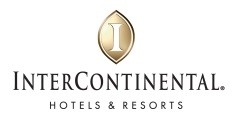 I
INTERCONTINENTAL®
HOTELS & RESORTS